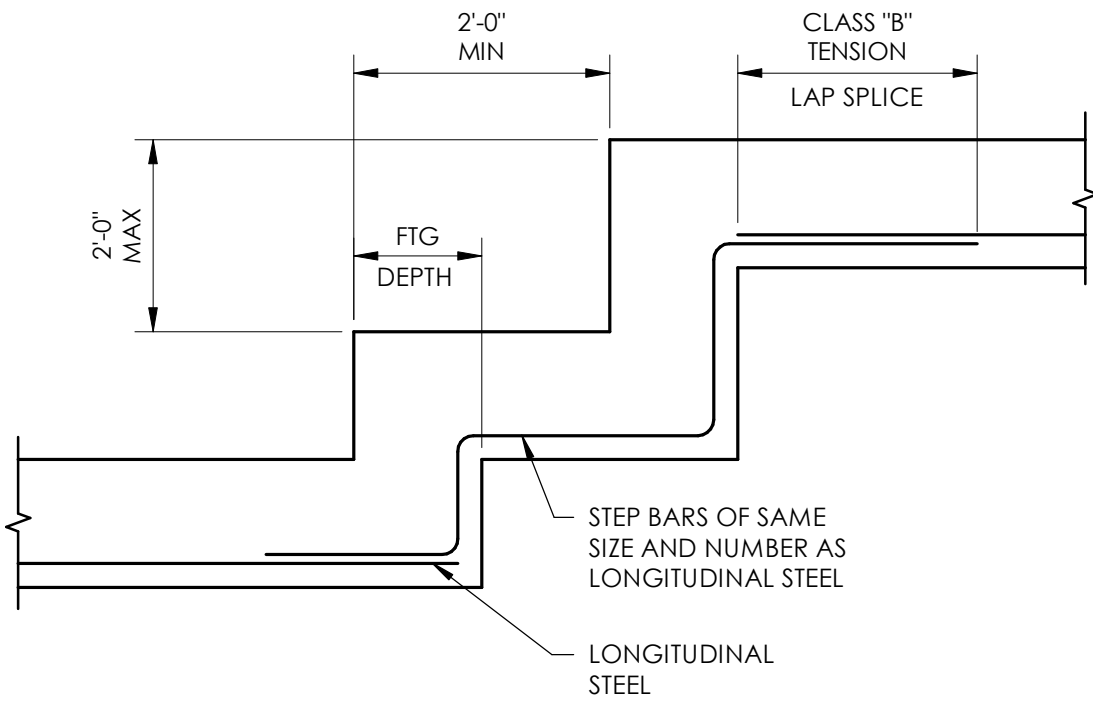 2'-0"
MIN
CLASS "B"
TENSION
LAP SPLICE
2'-0"
MAX
FTG
DEPTH
STEP BARS OF SAME
SIZE AND NUMBER AS
LONGITUDINAL STEEL
LONGITUDINAL
STEEL